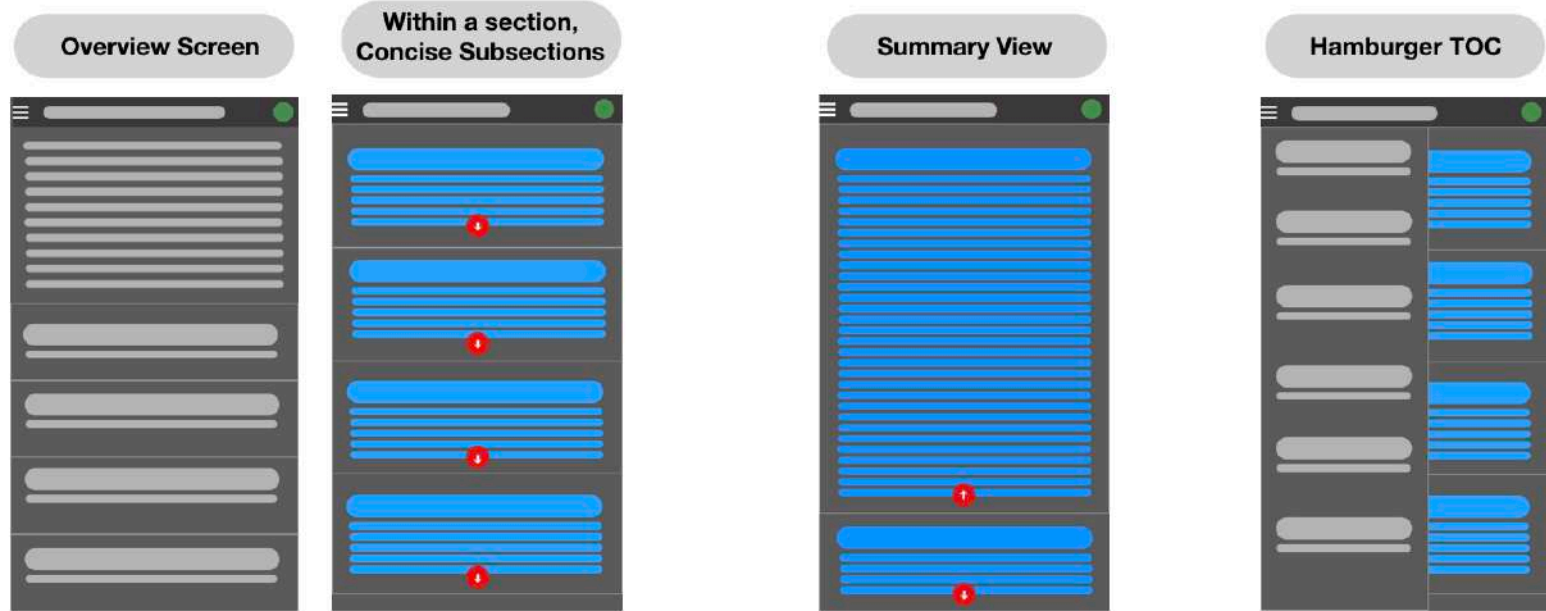 Overview Screen
Within a section,
Concise Subsections
Summary View
Hamburger TOC